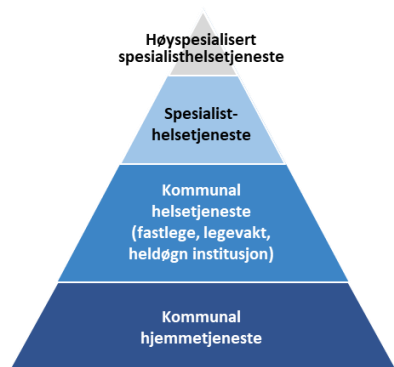 Høyspesialisert
spesialisthelsetjeneste
Spesialist-
helsetjeneste
Kommunal
helsetjeneste
(fastlege, legevakt,
heldøgn institusjon)
Kommunal
hjemmetjeneste